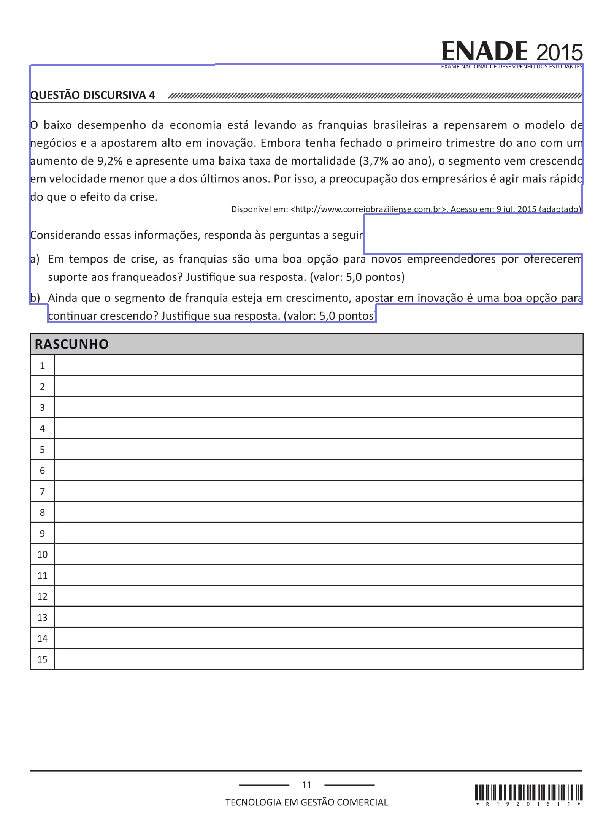 ENADE 2015
EXAME NACIONAL DE DESEMPENHO DOS ESTUDANTES
QUESTÃO DISCURSIVA 4
O baixo desempenho da economia está levando as franquias brasileiras a repensarem o modelo de
negócios e a apostarem alto em inovação. Embora tenha fechado o primeiro trimestre do ano com um
aumento de 9,2% e apresente uma baixa taxa de mortalidade (3,7% ao ano), o segmento vem crescendo
em velocidade menor que a dos últimos anos. Por isso, a preocupação dos empresários é agir mais rápido
do que o efeito da crise.
Disponível em: <http://www.correiobraziliense.com.br>. Acesso em: 9 jul. 2015 (adaptado).
Considerando essas informações, responda às perguntas a seguir.
a) Em tempos de crise, as franquias são uma boa opção para novos empreendedores por oferecerem
suporte aos franqueados? Justifique sua resposta. (valor: 5,0 pontos)
b) Ainda que o segmento de franquia esteja em crescimento, apostar em inovação é uma boa opção para
continuar crescendo? Justifique sua resposta. (valor: 5,0 pontos)
RASCUNHO
1
2
3
4
5
6
7
8
9
10
11
12
13
14
15
11
TECNOLOGIA EM GESTÃO COMERCIAL
*R19201511*